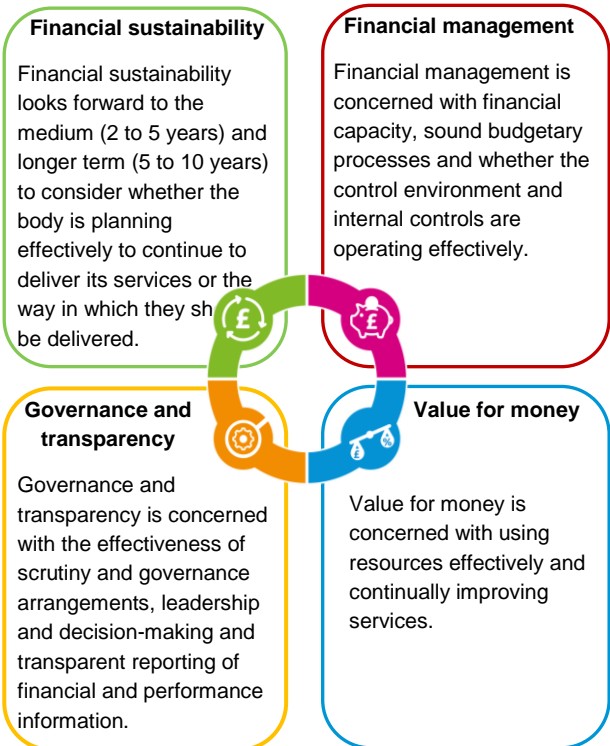 Financial sustainability
Financial sustainability
looks forward to the
medium (2 to 5 years) and
longer term (5 to 10 years)
to consider whether the
body is planning
effectively to continue to
deliver its services or the
way in which they sh
be delivered.
Financial management
Financial management is
concerned with financial
capacity, sound budgetary
processes and whether the
control environment and
internal controls are
operating effectively.
£
£
Governance and
transparency
Governance and
transparency is concerned
with the effectiveness of
scrutiny and governance
arrangements, leadership
and decision-making and
transparent reporting of
financial and performance
information.
Value for money
£ %
Value for money is
concerned with using
resources effectively and
continually improving
services.